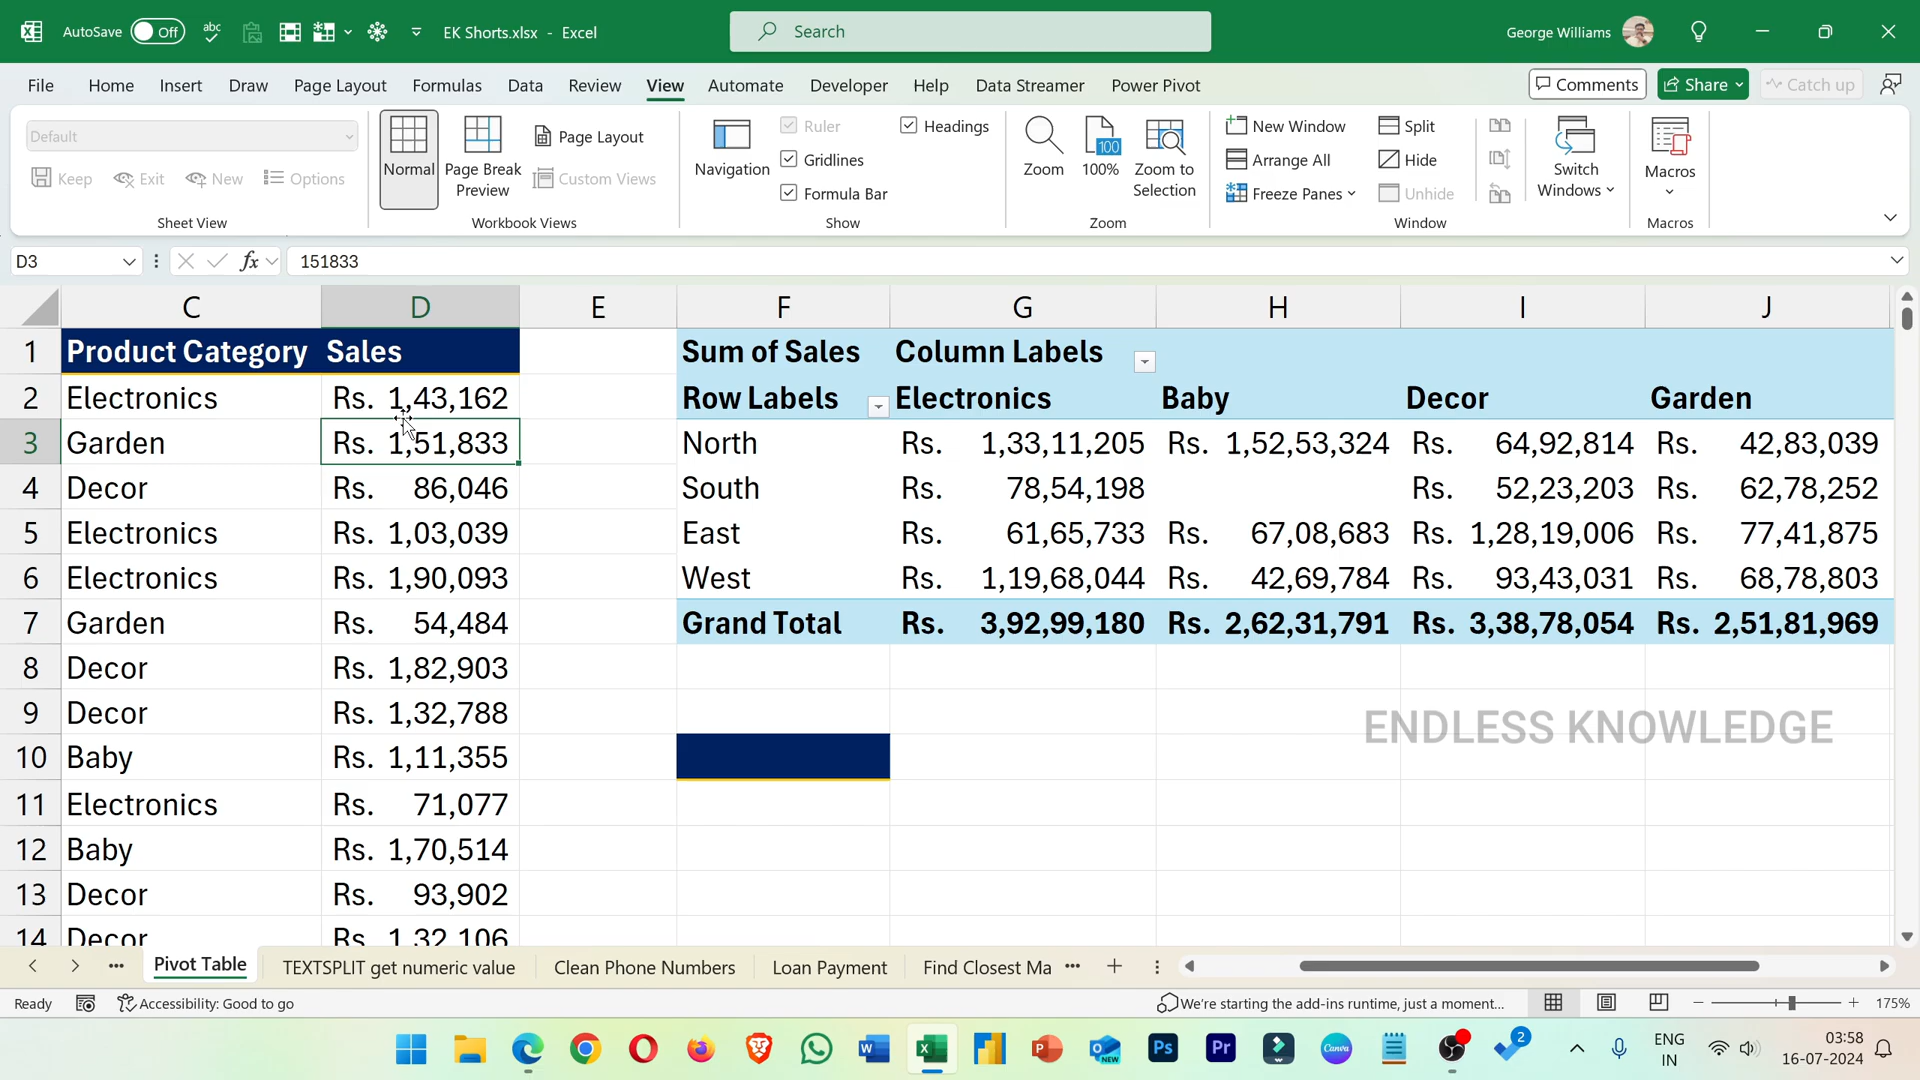 AutoSave Off EK Shorts.xlsx - Excel Search George Williams
File Home Insert Draw Page Layout Formulas Data Review View Automate Developer Help Data Streamer Power Pivot Comments Share Catch up
Default
Keep Exit New Options
Sheet View
Normal
Page Break Preview
Page Layout
Custom Views
Workbook Views
Navigation
Ruler
Gridlines
Formula Bar
Headings
Show
Zoom
100
100%
Zoom to Selection
Zoom
New Window
Arrange All
Freeze Panes
Split
Hide
Unhide
Switch Windows
Window
Macros
Macros
D3 fx 151833
C D E F G H I J
1 Product Category Sales Sum of Sales Column Labels
2 Electronics Rs. 1,43,162 Row Labels Electronics Baby Decor Garden
3 Garden Rs. 1,51,833 North Rs. 1,33,11,205 Rs. 1,52,53,324 Rs. 64,92,814 Rs. 42,83,039
4 Decor Rs. 86,046 South Rs. 78,54,198 Rs. 52,23,203 Rs. 62,78,252
5 Electronics Rs. 1,03,039 East Rs. 61,65,733 Rs. 67,08,683 Rs. 1,28,19,006 Rs. 77,41,875
6 Electronics Rs. 1,90,093 West Rs. 1,19,68,044 Rs. 42,69,784 Rs. 93,43,031 Rs. 68,78,803
7 Garden Rs. 54,484 Grand Total Rs. 3,92,99,180 Rs. 2,62,31,791 Rs. 3,38,78,054 Rs. 2,51,81,969
8 Decor Rs. 1,82,903
9 Decor Rs. 1,32,788
ENDLESS KNOWLEDGE
10 Baby Rs. 1,11,355
11 Electronics Rs. 71,077
12 Baby Rs. 1,70,514
13 Decor Rs. 93,902
14 Decor Rs. 1,32,106
Pivot Table TEXTSPLIT get numeric value Clean Phone Numbers Loan Payment Find Closest Ma
Ready Accessibility: Good to go We're starting the add-ins runtime, just a moment... 175%
ENG IN
03:58
16-07-2024